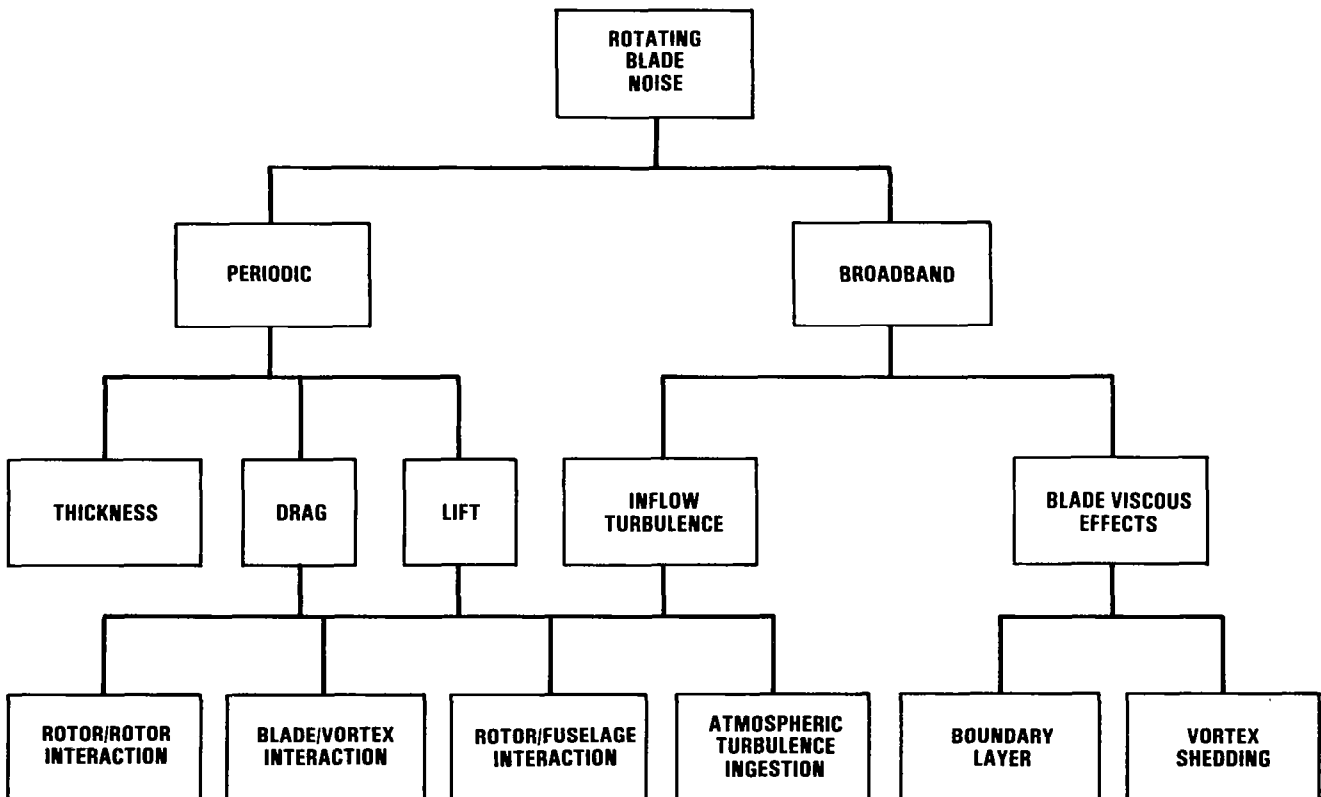 ROTATING
BLADE
NOISE
PERIODIC
BROADBAND
THICKNESS
DRAG
LIFT
INFLOW
TURBULENCE
BLADE VISCOUS
EFFECTS
ROTOR/ROTOR
INTERACTION
BLADE/VORTEX
INTERACTION
ROTOR/FUSELAGE
INTERACTION
ATMOSPHERIC
TURBULENCE
INGESTION
BOUNDARY
LAYER
VORTEX
SHEDDING